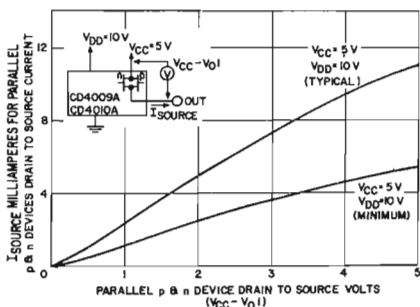 I SOURCE MILLIAMPERES FOR PARALLEL
p & n DEVICES DRAIN TO SOURCE CURRENT
12
8
4
0
1
2
3
4
5
VDD=10V
VCC=5V
VCC-VO1
n
p
V
CD4009A
CD4010A
OUT
ISOURCE
VCC=5V
VDD=10V
(TYPICAL)
VCC=5V
VDD=10V
(MINIMUM)
PARALLEL p & n DEVICE DRAIN TO SOURCE VOLTS
(VCC-VO1)